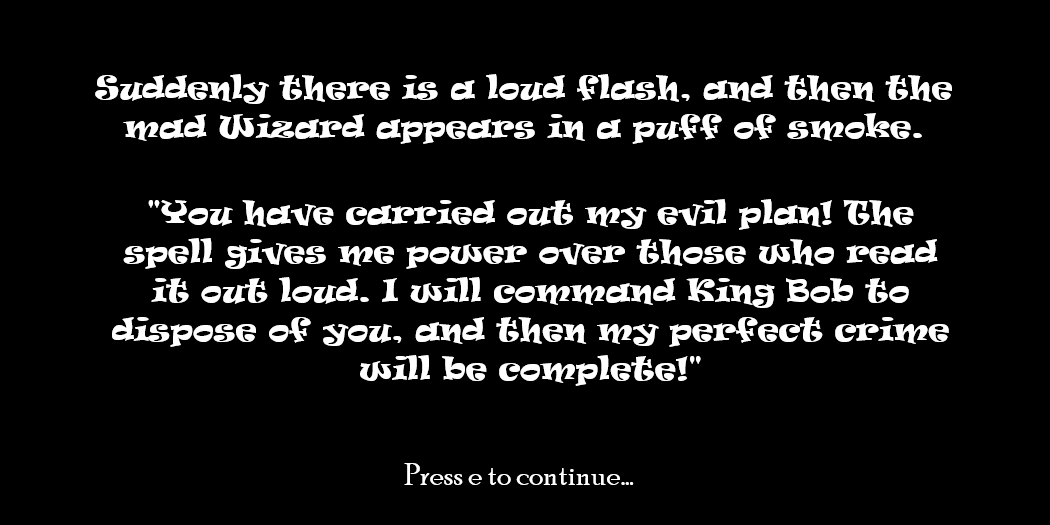 Suddenly there is a loud flash, and then the
mad Wizard appears in a puff of smoke.
"You have carried out my evil plan! The
spell gives me power over those who read
it out loud. I will command King Bob to
dispose of you, and then my perfect crime
will be complete!"
Press e to continue...